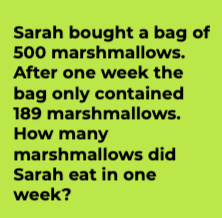 Sarah bought a bag of
500 marshmallows.
After one week the
bag only contained
189 marshmallows.
How many
marshmallows did
Sarah eat in one
week?